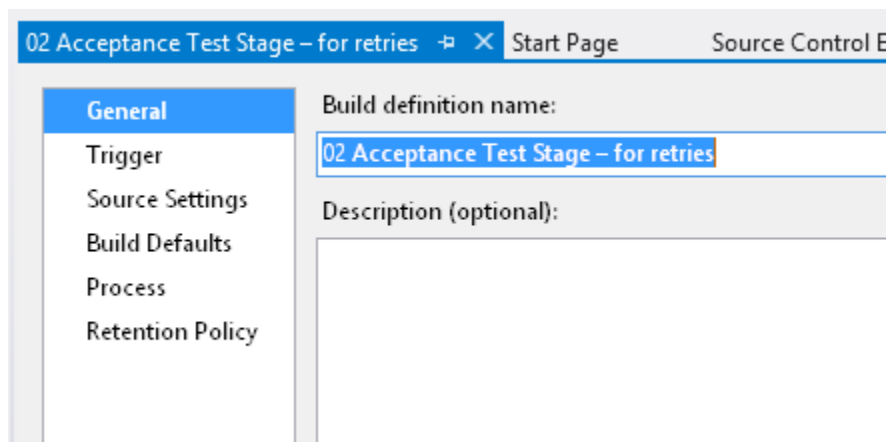 02 Acceptance Test Stage – for retries Start Page Source Control E
General
Trigger
Source Settings
Build Defaults
Process
Retention Policy
Build definition name:
02 Acceptance Test Stage – for retries
Description (optional):